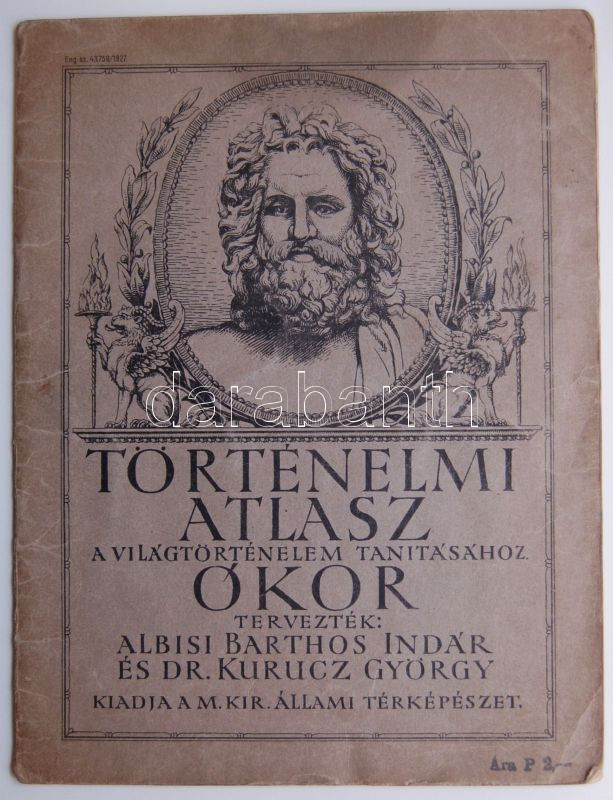 Eng. sz. 43759/1927
darabanth
TÖRTÉNELMI
ATLASZ
A VILÁGTÖRTÉNELEM TANITÁSÁHOZ.
ÓKOR
TERVEZTÉK:
ALBISI BARTHOS INDÁR
ÉS DR. KURUCZ GYÖRGY
KIADJA A M. KIR. ÁLLAMI TÉRKÉPÉSZET.
Ára P 2,—